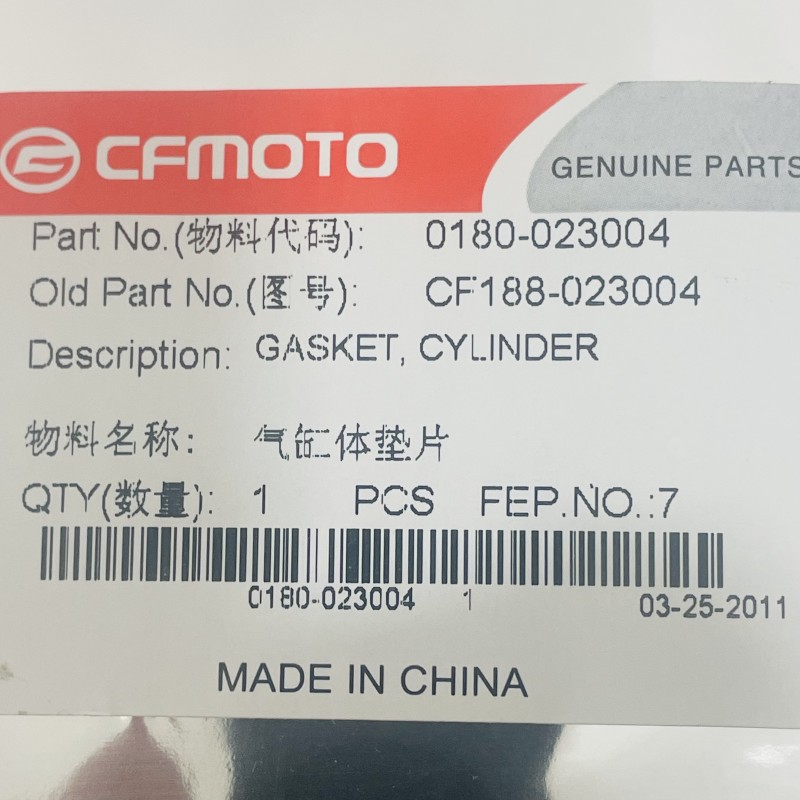 CFMOTO
GENUINE PARTS
Part No.(物料代码): 0180-023004
Old Part No.(图号): CF188-023004
Description: GASKET, CYLINDER
物料名称: 气缸体垫片
QTY(数量): 1 PCS FEP.NO.:7
0180-023004 1 03-25-2011
MADE IN CHINA